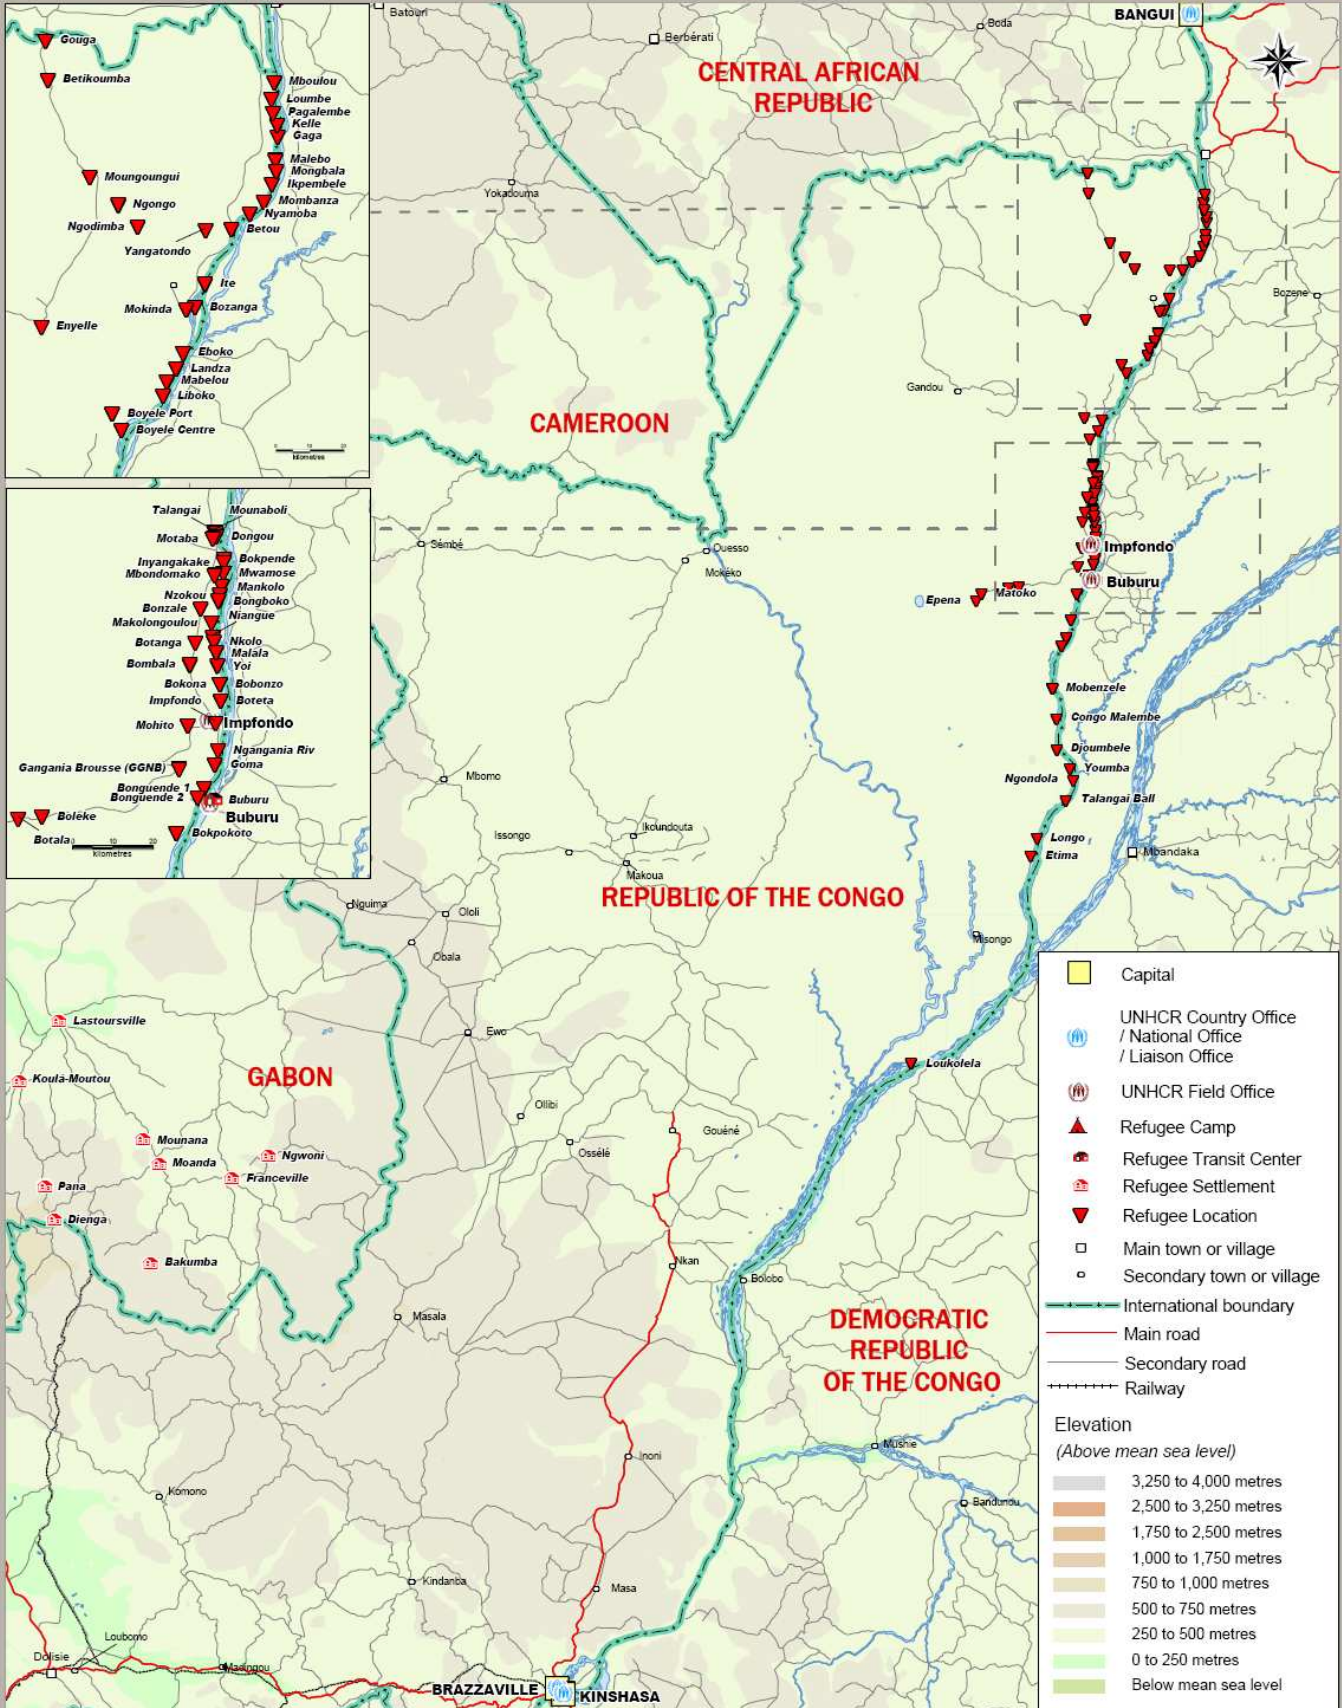 Gouga
Betikoumba
Mboulou
Loumbe
Pagalembe
Kelle
Gaga
Malebo
Mongbala
Ikpembele
Moungoungui
Ngongo
Mombanza
Nyamoba
Ngodimba
Betou
Yangatondo
Ite
Mokinda
Bozanga
Enyelle
Eboko
Landza
Mabelou
Liboko
Boyele Port
Boyele Centre
0 10 20
kilometres
Talangai
Mounaboli
Motaba
Dongou
Inyangakake
Bokpende
Mbondomako
Mwamose
Mankolo
Nzokou
Bongboko
Bonzale
Niangue
Makolongoulou
Botanga
Nkolo
Malala
Bombala
Yoi
Bokona
Bobonzo
Impfondo
Boteta
Mohito
Impfondo
Ngangania Riv
Gangania Brousse (GGNB)
Goma
Bonguende 1
Bonguende 2
Buburu
Buburu
Boleke
Botala
Bokpokoto
0 10 20
kilometres
Batouri
Berbérati
Boda
BANGUI
CENTRAL AFRICAN
REPUBLIC
Yokadouma
Bozene
Gandou
CAMEROON
Sémbé
Ouesso
Mokéko
Impfondo
Buburu
Epena
Matoko
Mobenzele
Congo Malembe
Djoumbele
Youmba
Ngondola
Talangai Ball
Mbomo
Issongo
Ikoundouta
Makoua
Longo
Etima
Mbandaka
REPUBLIC OF THE CONGO
Nguima
Ololi
Obala
Misongo
Lastoursville
Ewo
Koula-Moutou
GABON
Loukolela
Ollibi
Gouéné
Mounana
Ossélé
Moanda
Ngwoni
Franceville
Pana
Dienga
Bakumba
Nkan
Bolobo
Masala
DEMOCRATIC
REPUBLIC
OF THE CONGO
Inoni
Mushie
Komono
Bandundu
Kindanba
Masa
Loubomo
Dolisie
Madingou
BRAZZAVILLE
KINSHASA
Capital
UNHCR Country Office
/ National Office
/ Liaison Office
UNHCR Field Office
Refugee Camp
Refugee Transit Center
Refugee Settlement
Refugee Location
Main town or village
Secondary town or village
International boundary
Main road
Secondary road
Railway
Elevation
(Above mean sea level)
3,250 to 4,000 metres
2,500 to 3,250 metres
1,750 to 2,500 metres
1,000 to 1,750 metres
750 to 1,000 metres
500 to 750 metres
250 to 500 metres
0 to 250 metres
Below mean sea level